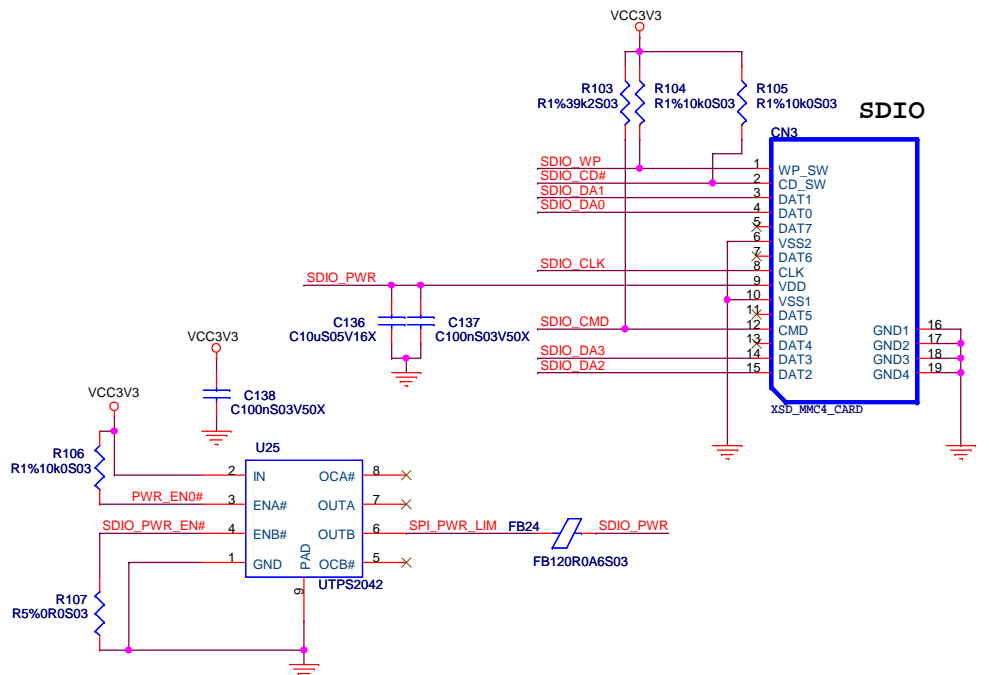 VCC3V3
R103
R1%39k2S03
R104
R1%10k0S03
R105
R1%10k0S03
SDIO
CN3
SDIO_WP
1
WP_SW
SDIO_CD#
2
CD_SW
SDIO_DA1
3
DAT1
SDIO_DA0
4
DAT0
5
DAT7
6
VSS2
7
DAT6
SDIO_CLK
8
CLK
SDIO_PWR
9
VDD
10
VSS1
11
DAT5
SDIO_CMD
12
CMD
13
DAT4
SDIO_DA3
14
DAT3
SDIO_DA2
15
DAT2
GND1
16
GND2
17
GND3
18
GND4
19
XSD_MMC4_CARD
C136
C10uS05V16X
C137
C100nS03V50X
VCC3V3
C138
C100nS03V50X
VCC3V3
R106
R1%10k0S03
U25
2
IN
OCA#
8
PWR_EN0#
3
ENA#
OUTA
7
SDIO_PWR_EN#
4
ENB#
OUTB
6
SPI_PWR_LIM
FB24
SDIO_PWR
FB120R0A6S03
1
GND
PAD
OCB#
5
9
UTPS2042
R107
R5%0R0S03